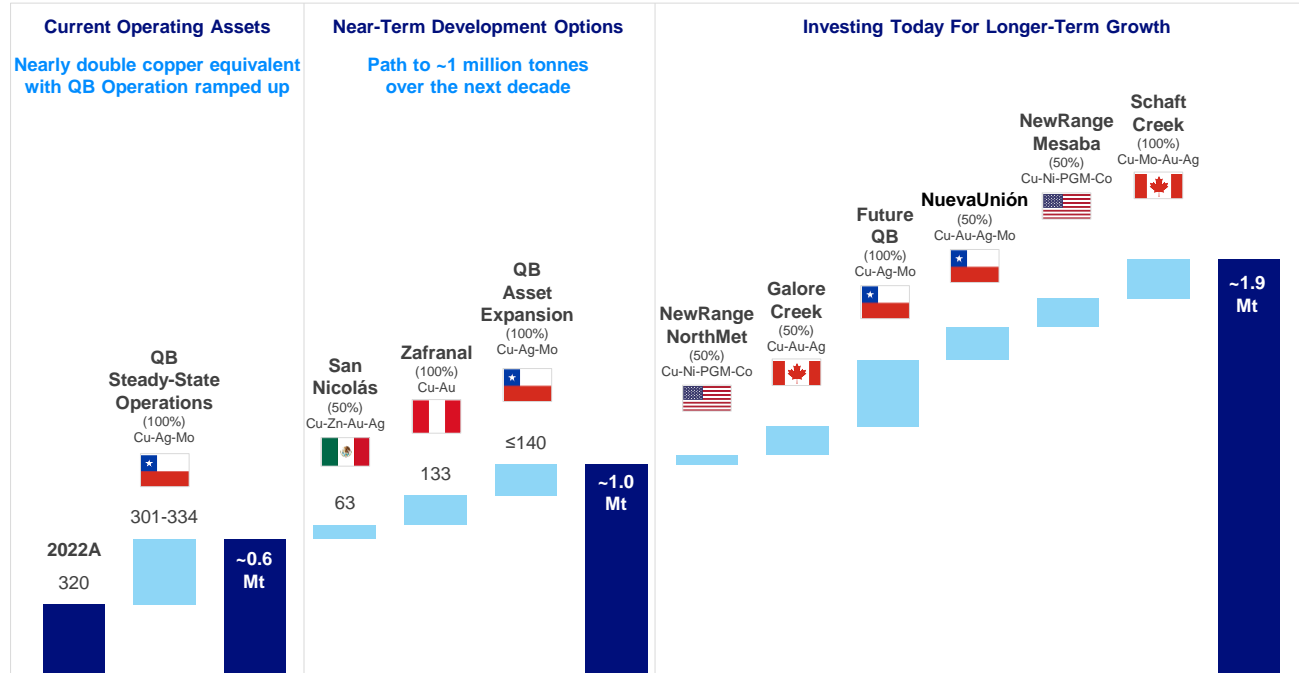 Current Operating Assets
Nearly double copper equivalent
with QB Operation ramped up
2022A
320
QB
Steady-State
Operations
(100%)
Cu-Ag-Mo
301-334
~0.6
Mt
Near-Term Development Options
Path to ~1 million tonnes
over the next decade
San
Nicolás
(50%)
Cu-Zn-Au-Ag
63
Zafranal
(100%)
Cu-Au
133
QB
Asset
Expansion
(100%)
Cu-Ag-Mo
≤140
~1.0
Mt
Investing Today For Longer-Term Growth
NewRange
NorthMet
(50%)
Cu-Ni-PGM-Co
Galore
Creek
(50%)
Cu-Au-Ag
Future
QB
(100%)
Cu-Ag-Mo
NuevaUnión
(50%)
Cu-Au-Ag-Mo
NewRange
Mesaba
(50%)
Cu-Ni-PGM-Co
Schaft
Creek
(100%)
Cu-Mo-Au-Ag
~1.9
Mt